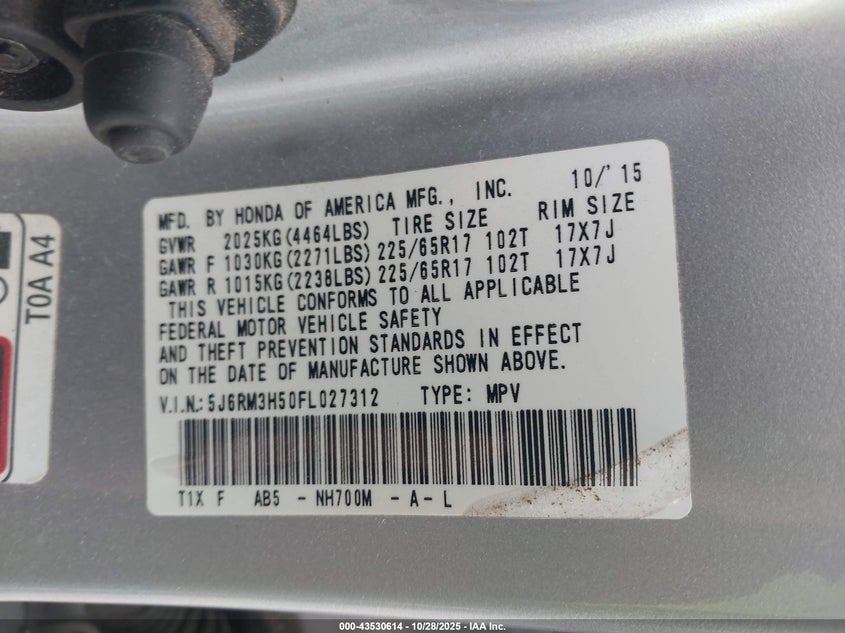 MFD. BY HONDA OF AMERICA MFG., INC. 10/'15
GVWR 2025KG(4464LBS) TIRE SIZE RIM SIZE
GAWR F 1030KG(2271LBS) 225/65R17 102T 17X7J
GAWR R 1015KG(2238LBS) 225/65R17 102T 17X7J
THIS VEHICLE CONFORMS TO ALL APPLICABLE
FEDERAL MOTOR VEHICLE SAFETY
AND THEFT PREVENTION STANDARDS IN EFFECT
ON THE DATE OF MANUFACTURE SHOWN ABOVE.
V.I.N.: 5J6RM3H50FL027312 TYPE: MPV
T1X F AB5 - NH700M - A - L
T0A A4
000-43530614 - 10/28/2025 - IAA Inc.